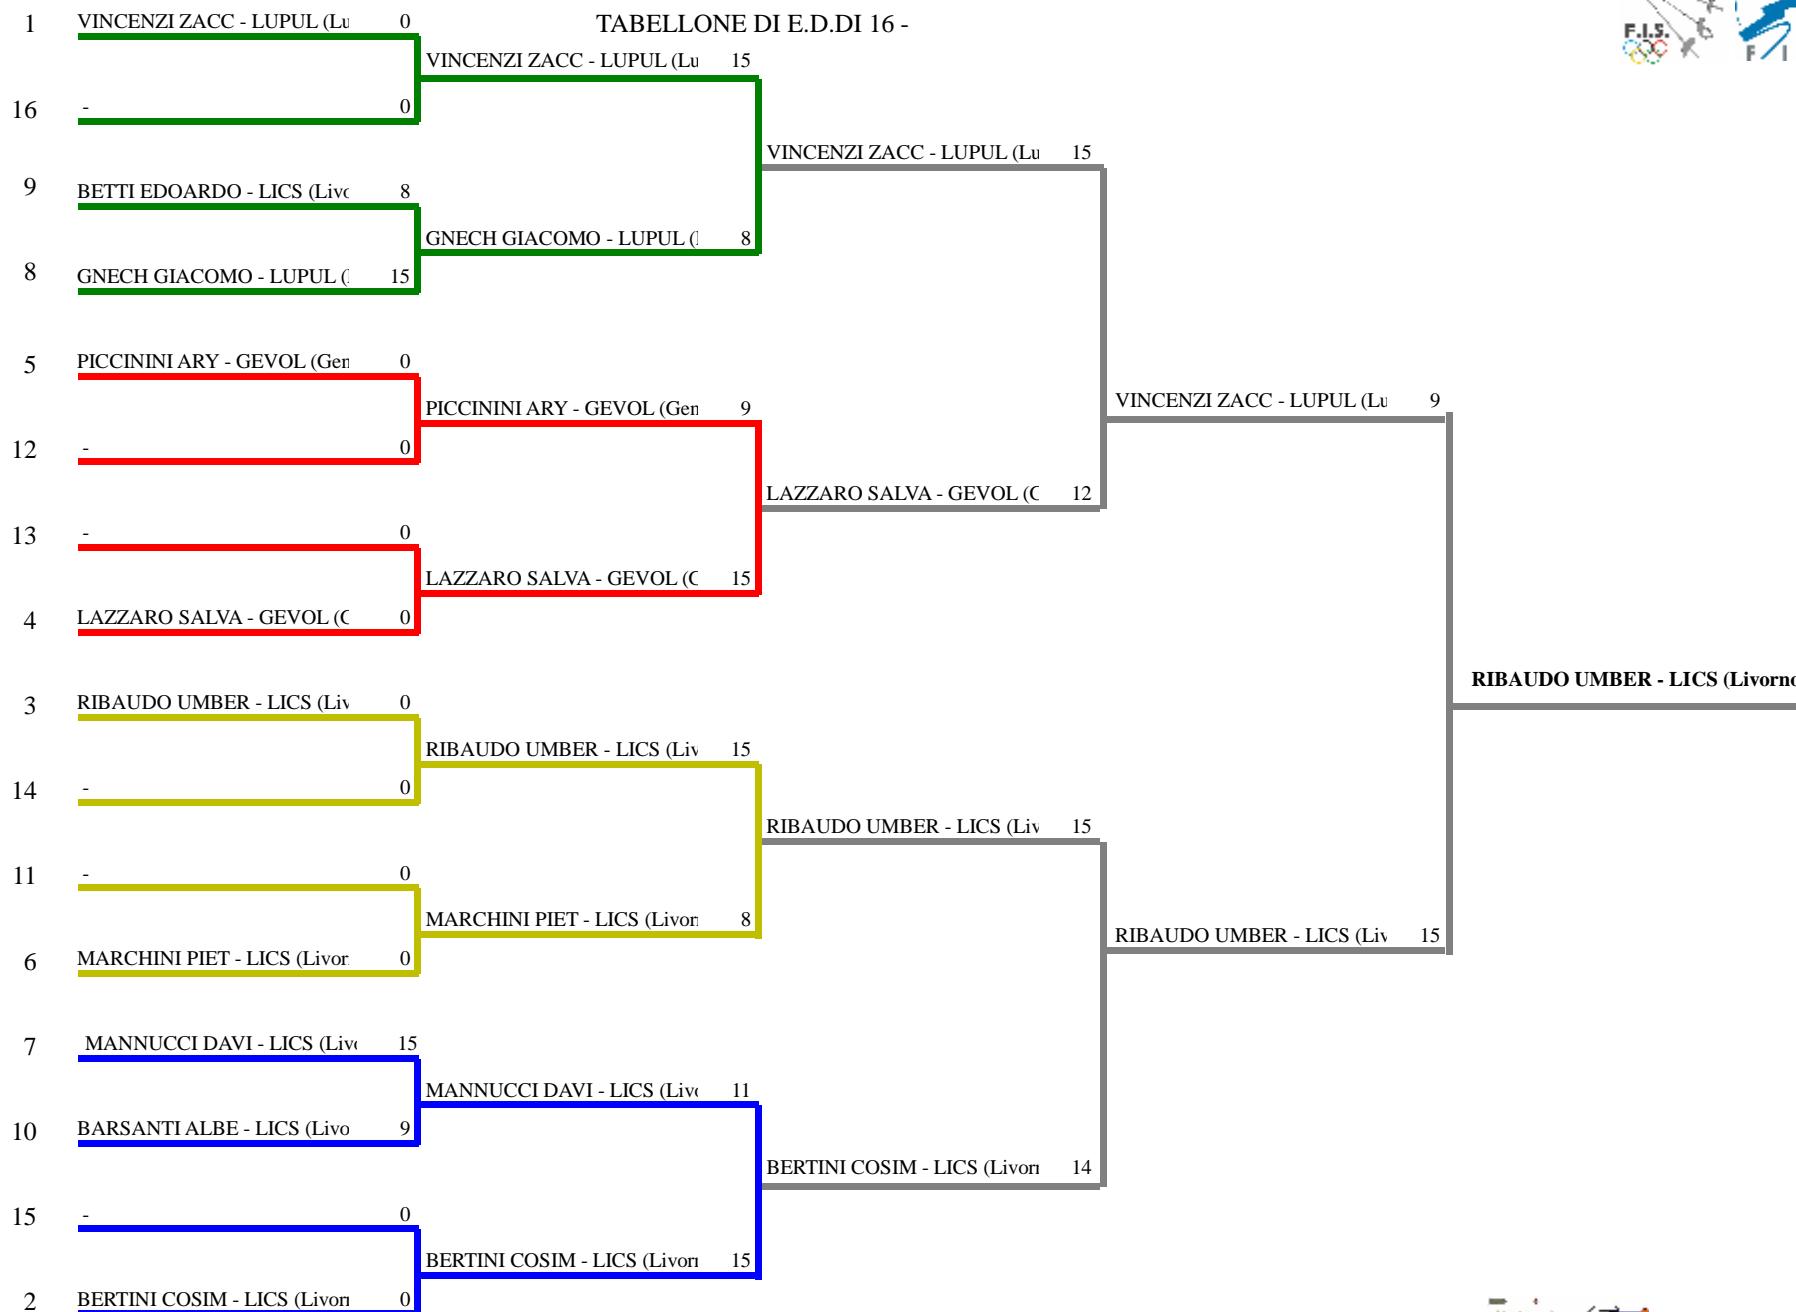 TABELLONE DI E.D.DI 16 -
F.I.S.
F I
1 VINCENZI ZACC - LUPUL (Lu 0
16 - 0
9 BETTI EDOARDO - LICS (Livo 8
8 GNECH GIACOMO - LUPUL ( 15
5 PICCININI ARY - GEVOL (Gen 0
12 - 0
13 - 0
4 LAZZARO SALVA - GEVOL (G 0
3 RIBAUDO UMBER - LICS (Liv 0
14 - 0
11 - 0
6 MARCHINI PIET - LICS (Livor 0
7 MANNUCCI DAVI - LICS (Livo 15
10 BARSANTI ALBE - LICS (Livo 9
15 - 0
2 BERTINI COSIM - LICS (Livor 0
VINCENZI ZACC - LUPUL (Lu 15
GNECH GIACOMO - LUPUL ( 8
PICCININI ARY - GEVOL (Gen 9
LAZZARO SALVA - GEVOL (G 15
RIBAUDO UMBER - LICS (Liv 15
MARCHINI PIET - LICS (Livor 8
MANNUCCI DAVI - LICS (Livo 11
BERTINI COSIM - LICS (Livor 15
VINCENZI ZACC - LUPUL (Lu 15
LAZZARO SALVA - GEVOL (G 12
RIBAUDO UMBER - LICS (Liv 15
BERTINI COSIM - LICS (Livor 14
VINCENZI ZACC - LUPUL (Lu 9
RIBAUDO UMBER - LICS (Liv 15
RIBAUDO UMBER - LICS (Livorno